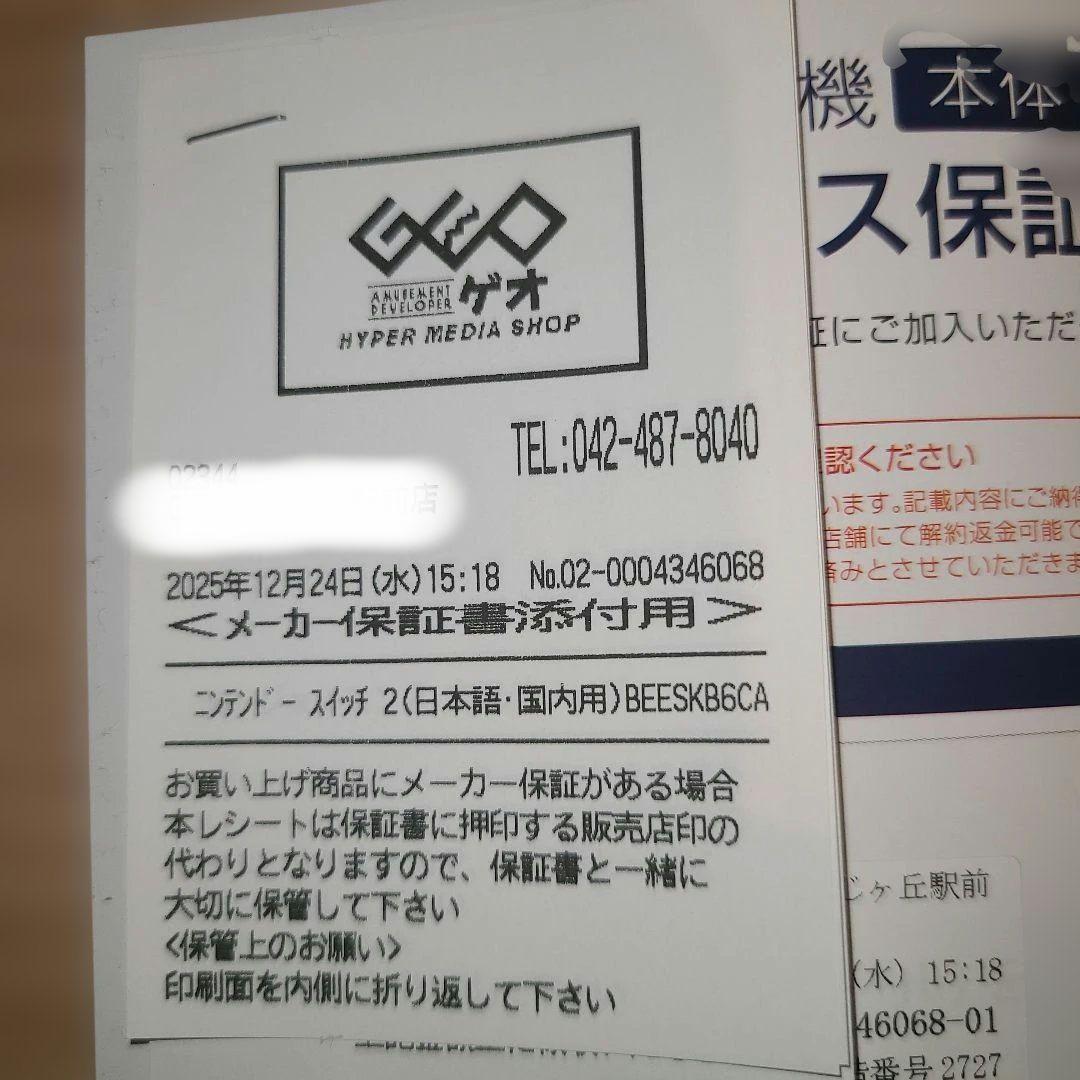 GEO
AMUSEMENT
DEVELOPER
ゲオ
HYPER MEDIA SHOP
TEL:042-487-8040
02344
店
2025年12月24日(水)15:18 No.02-0004346068
<メーカー保証書添付用>
ニンテンドー スイッチ 2(日本語・国内用)BEESKB6CA
お買い上げ商品にメーカー保証がある場合
本レシートは保証書に押印する販売店印の
代わりとなりますので、保証書と一緒に
大切に保管して下さい
<保管上のお願い>
印刷面を内側に折り返して下さい
機 本体
ス保証
証にご加入いただ
認ください
います。記載内容にご納得
店舗にて解約返金可能で
済みとさせていただきま
ヶ丘駅前
(水) 15:18
46068-01
番号 2727